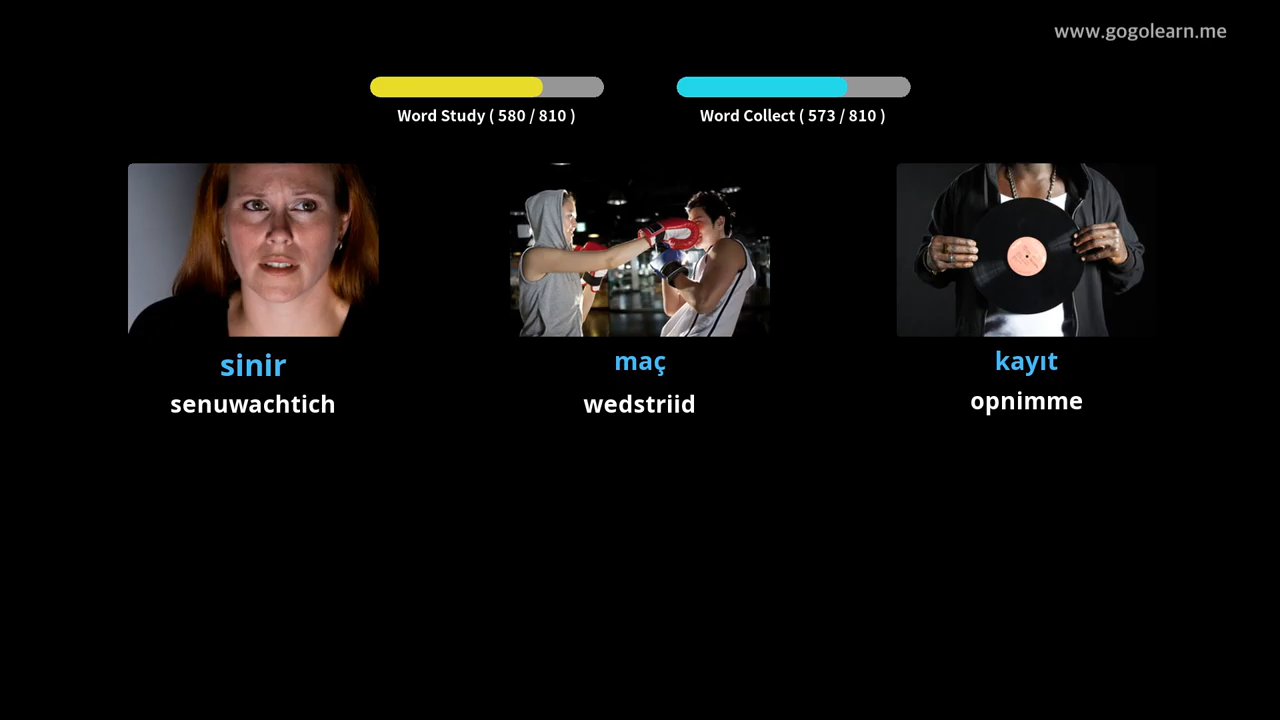 www.gogolearn.me
Word Study ( 580 / 810 )
Word Collect ( 573 / 810 )
sinir
senuwachtich
maç
wedstriid
kayıt
opnimme